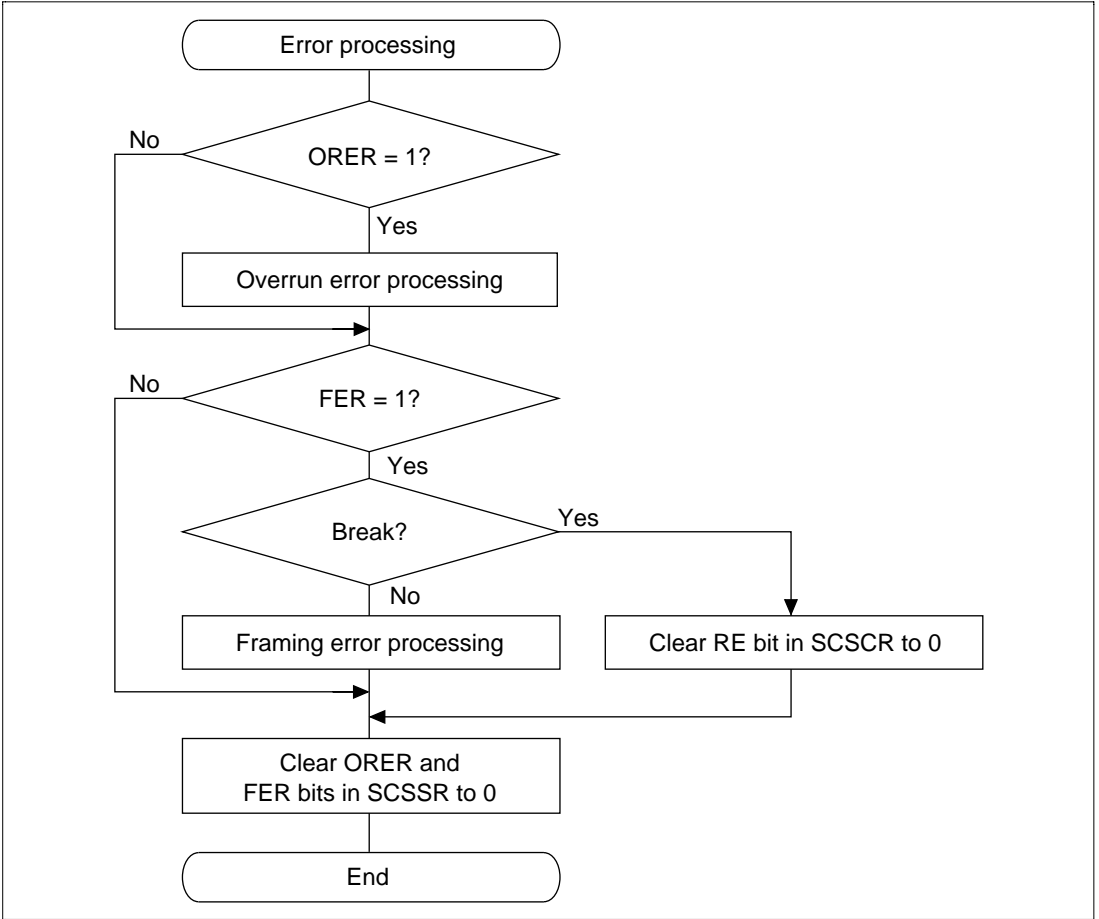 Error processing
No
ORER = 1?
Yes
Overrun error processing
No
FER = 1?
Yes
Break?
Yes
No
Framing error processing
Clear RE bit in SCSCR to 0
Clear ORER and
FER bits in SCSSR to 0
End